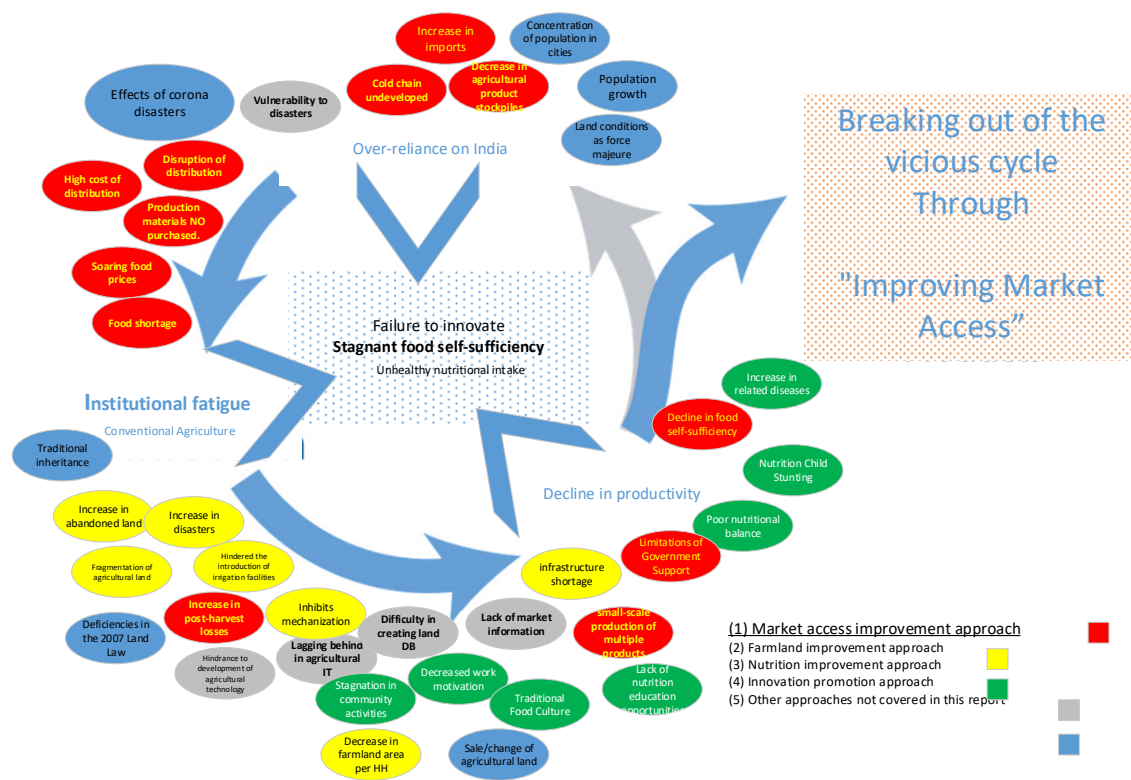 Increase in
imports
Concentration
of population in
cities
Effects of corona
disasters
Vulnerability to
disasters
Cold chain
undeveloped
Decrease in
agricultural
product
stockpiles
Population
growth
Land conditions
as force
majeure
Over-reliance on India
Disruption of
distribution
High cost of
distribution
Production
materials NO
purchased.
Soaring food
prices
Food shortage
Breaking out of the
vicious cycle
Through
"Improving Market
Access”
Failure to innovate
Stagnant food self-sufficiency
Unhealthy nutritional intake
Institutional fatigue
Conventional Agriculture
Traditional
inheritance
Increase in
related diseases
Decline in food
self-sufficiency
Nutrition Child
Stunting
Decline in productivity
Poor nutritional
balance
Limitations of
Government
Support
Increase in
abandoned land
Increase in
disasters
Fragmentation of
agricultural land
Hindered the
introduction of
irrigation facilities
infrastructure
shortage
Deficiencies in
the 2007 Land
Law
Increase in
post-harvest
losses
Inhibits
mechanization
Difficulty in
creating land
DB
Lack of market
information
small-scale
production of
multiple
products
Hindrance to
development of
agricultural
technology
Lagging behind
in agricultural
IT
Stagnation in
community
activities
Decreased work
motivation
Traditional
Food Culture
Lack of
nutrition
education
opportunities
Decrease in
farmland area
per HH
Sale/change of
agricultural land
(1) Market access improvement approach
(2) Farmland improvement approach
(3) Nutrition improvement approach
(4) Innovation promotion approach
(5) Other approaches not covered in this report